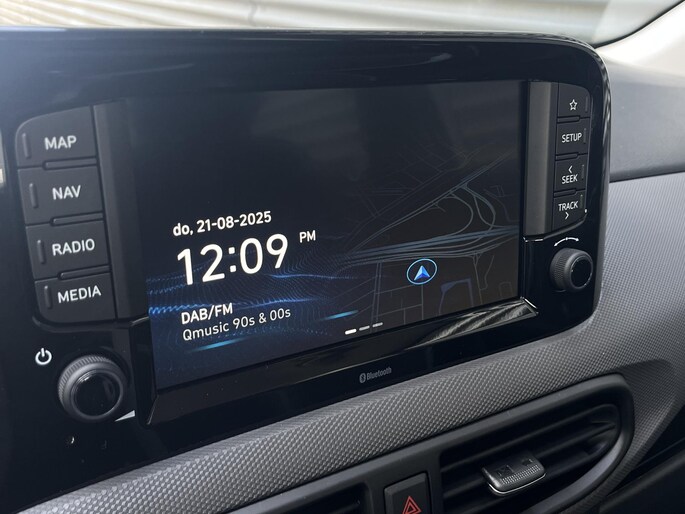 MAP
NAV
RADIO
MEDIA
do, 21-08-2025
12:09 PM
DAB/FM
Qmusic 90s & 00s
SETUP
<
SEEK
TRACK
>
Bluetooth